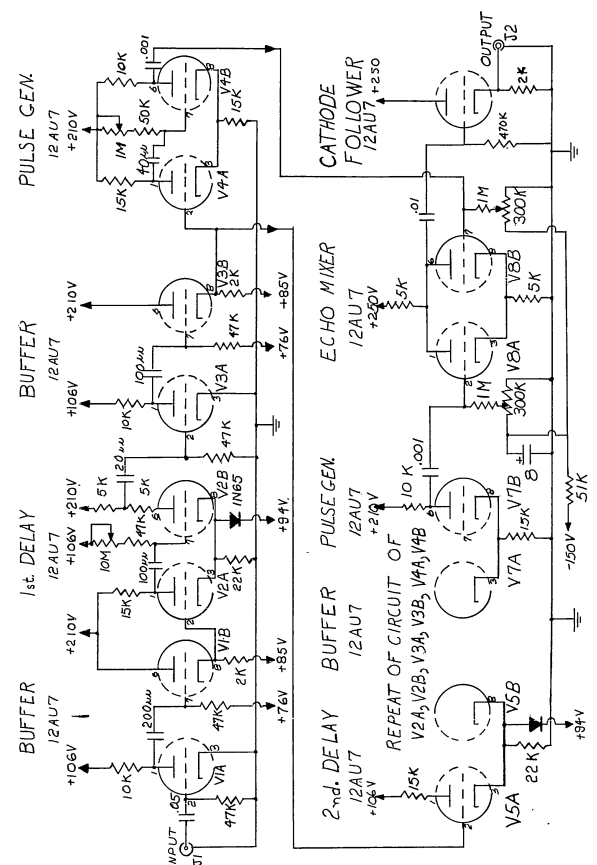 BUFFER
12AU7
1st. DELAY
12AU7
BUFFER
12AU7
PULSE GEN.
12AU7
+106V
+210V
+106V
+210V
+106V
+210V
+210V
10K
200µµ
15K
10M
47K
100µµ
5K
5K
20µµ
10K
100µµ
15K
1M
50K
40µµ
10K
.001
INPUT
J1
.05
47K
V1A
47K
+76V
V1B
2K
+85V
V2A
22K
V2B
1N65
+94V
47K
V3A
47K
+76V
V3B
2K
+85V
V4A
V4B
15K
2nd. DELAY
12AU7
+106V
BUFFER
12AU7
PULSE GEN.
12AU7
+210V
ECHO MIXER
12AU7
+250V
CATHODE
FOLLOWER
12AU7
+250
REPEAT OF CIRCUIT OF
V2A, V2B, V3A, V3B, V4A, V4B
15K
V5A
V5B
22K
+94V
V7A
V7B
10K
.001
15K
1M
300K
8
+
51K
-150V
5K
V8A
V8B
5K
1M
300K
.01
470K
2K
OUTPUT
J2